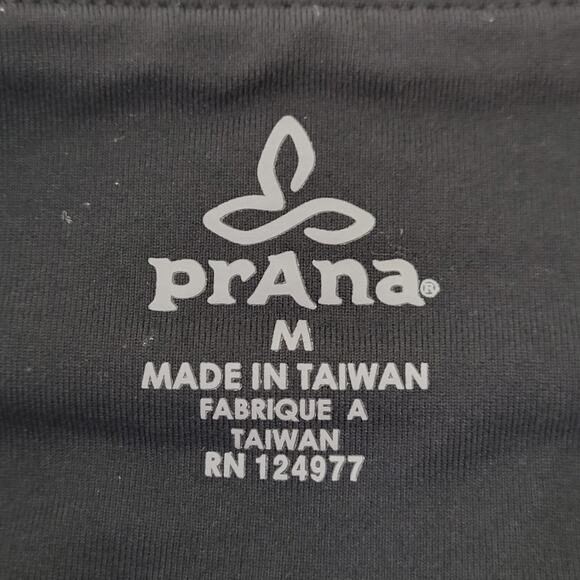 prAna®
M
MADE IN TAIWAN
FABRIQUE A
TAIWAN
RN 124977